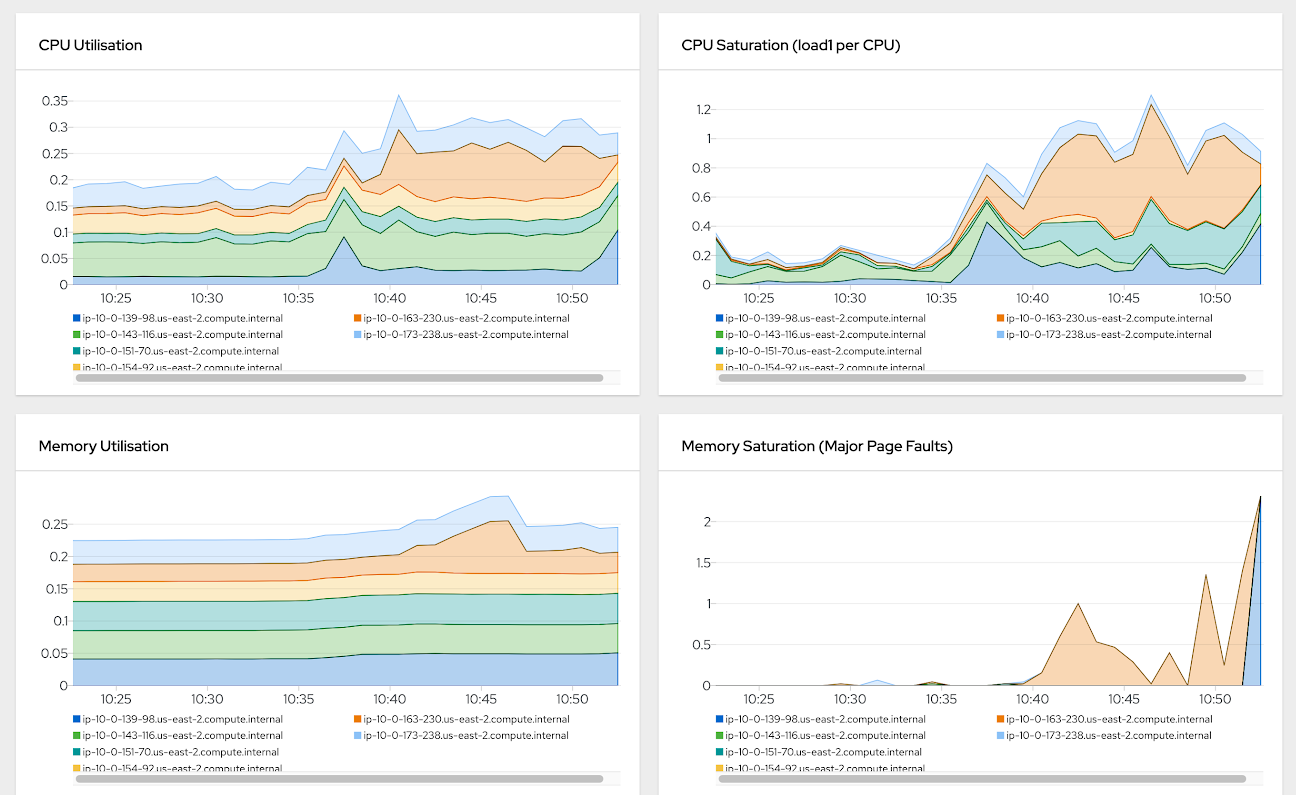 CPU Utilisation
0.35
0.3
0.25
0.2
0.15
0.1
0.05
0
10:25 10:30 10:35 10:40 10:45 10:50
ip-10-0-139-98.us-east-2.compute.internal ip-10-0-163-230.us-east-2.compute.internal
ip-10-0-143-116.us-east-2.compute.internal ip-10-0-173-238.us-east-2.compute.internal
ip-10-0-151-70.us-east-2.compute.internal
ip-10-0-154-92.us-east-2.compute.internal
CPU Saturation (load1 per CPU)
1.2
1
0.8
0.6
0.4
0.2
0
10:25 10:30 10:35 10:40 10:45 10:50
ip-10-0-139-98.us-east-2.compute.internal ip-10-0-163-230.us-east-2.compute.internal
ip-10-0-143-116.us-east-2.compute.internal ip-10-0-173-238.us-east-2.compute.internal
ip-10-0-151-70.us-east-2.compute.internal
ip-10-0-154-92.us-east-2.compute.internal
Memory Utilisation
0.25
0.2
0.15
0.1
0.05
0
10:25 10:30 10:35 10:40 10:45 10:50
ip-10-0-139-98.us-east-2.compute.internal ip-10-0-163-230.us-east-2.compute.internal
ip-10-0-143-116.us-east-2.compute.internal ip-10-0-173-238.us-east-2.compute.internal
ip-10-0-151-70.us-east-2.compute.internal
ip-10-0-154-92.us-east-2.compute.internal
Memory Saturation (Major Page Faults)
2
1.5
1
0.5
0
10:25 10:30 10:35 10:40 10:45 10:50
ip-10-0-139-98.us-east-2.compute.internal ip-10-0-163-230.us-east-2.compute.internal
ip-10-0-143-116.us-east-2.compute.internal ip-10-0-173-238.us-east-2.compute.internal
ip-10-0-151-70.us-east-2.compute.internal
ip-10-0-154-92.us-east-2.compute.internal